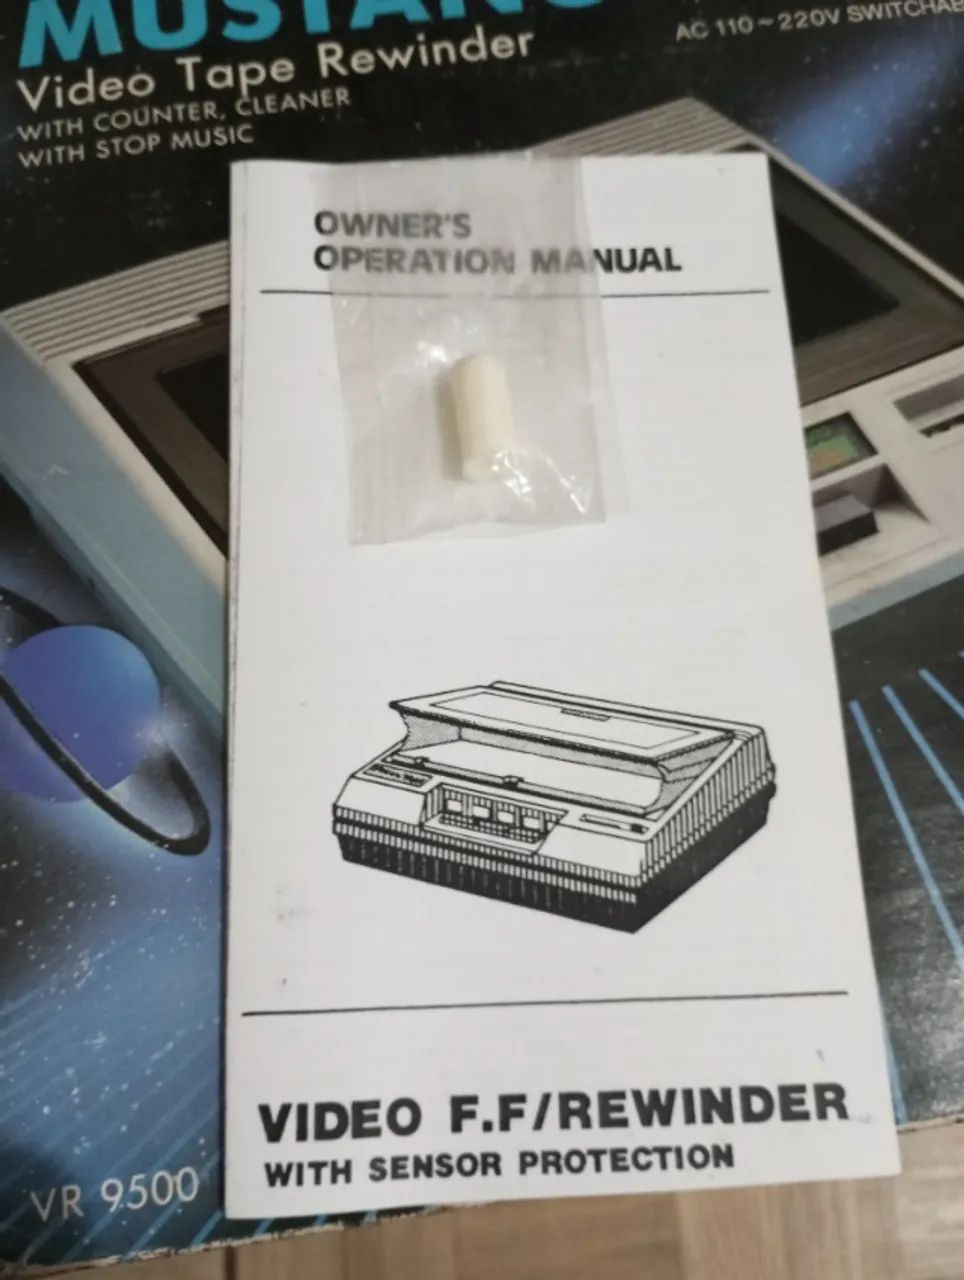 MUSTANG
Video Tape Rewinder
WITH COUNTER, CLEANER
WITH STOP MUSIC
AC 110~220V SWITCHAB
OWNER'S
OPERATION MANUAL
VIDEO F.F/REWINDER
WITH SENSOR PROTECTION
VR 9500